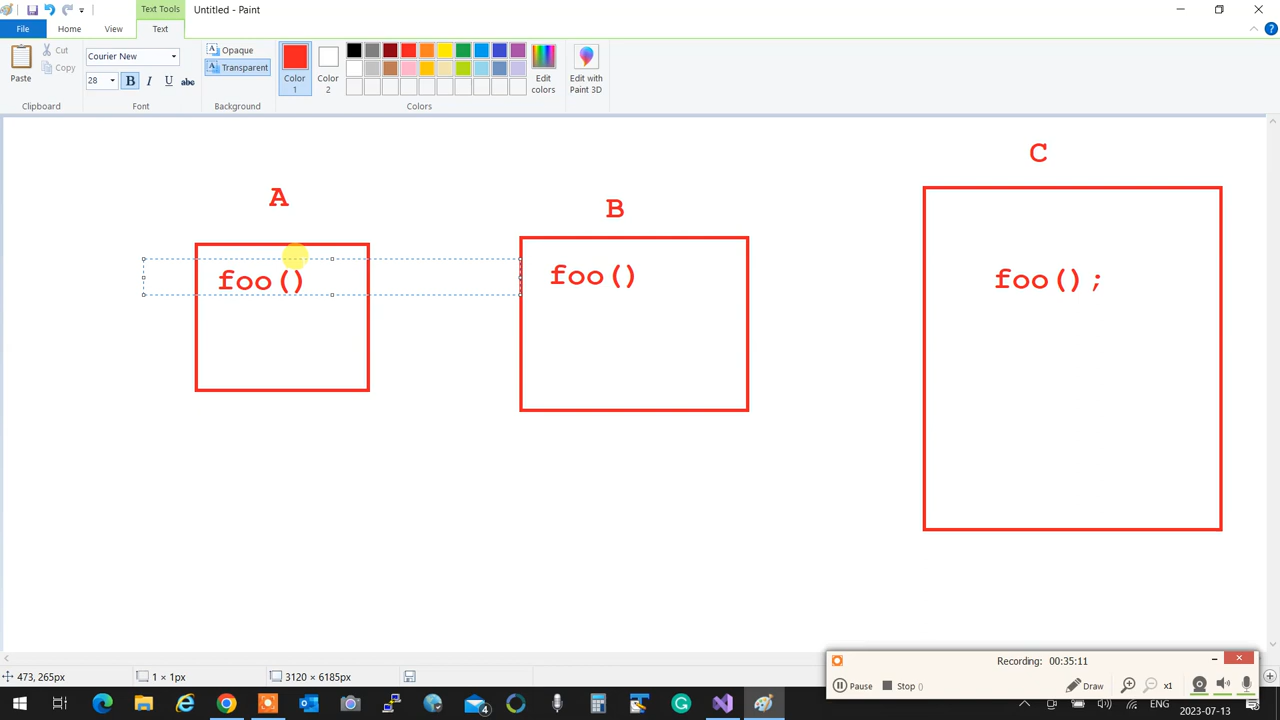 Text Tools
Untitled - Paint
File
Home
View
Text
Paste
Cut
Copy
Clipboard
Courier New
28
B
I
U
abc
Font
Opaque
Transparent
Background
Color
1
Color
2
Edit
colors
Colors
Edit with
Paint 3D
A
B
C
foo()
foo()
foo();
473, 265px
1 × 1px
3120 × 6185px
Recording: 00:35:11
Pause
Stop ()
Draw
x1
4
ENG
2023-07-13